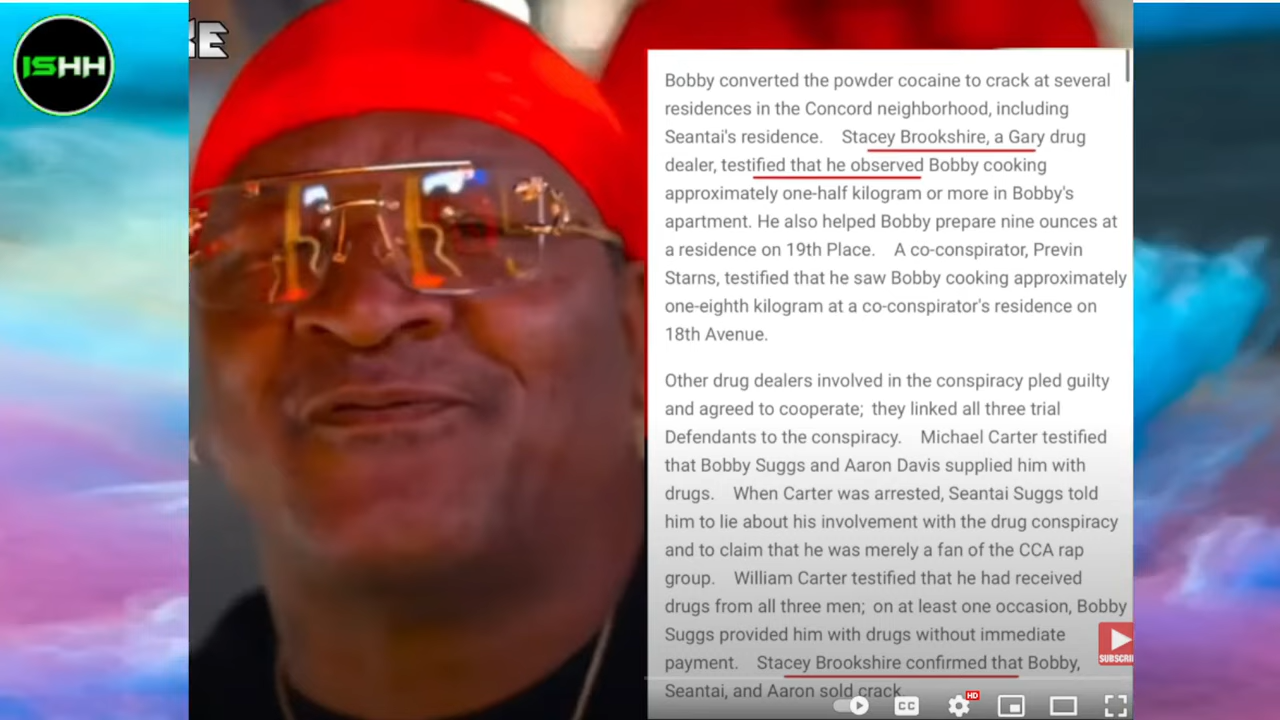 ISHH
KE
Bobby converted the powder cocaine to crack at several
residences in the Concord neighborhood, including
Seantai's residence. Stacey Brookshire, a Gary drug
dealer, testified that he observed Bobby cooking
approximately one-half kilogram or more in Bobby's
apartment. He also helped Bobby prepare nine ounces at
a residence on 19th Place. A co-conspirator, Previn
Starns, testified that he saw Bobby cooking approximately
one-eighth kilogram at a co-conspirator's residence on
18th Avenue.
Other drug dealers involved in the conspiracy pled guilty
and agreed to cooperate; they linked all three trial
Defendants to the conspiracy. Michael Carter testified
that Bobby Suggs and Aaron Davis supplied him with
drugs. When Carter was arrested, Seantai Suggs told
him to lie about his involvement with the drug conspiracy
and to claim that he was merely a fan of the CCA rap
group. William Carter testified that he had received
drugs from all three men; on at least one occasion, Bobby
Suggs provided him with drugs without immediate
payment. Stacey Brookshire confirmed that Bobby,
Seantai, and Aaron sold crack
SUBSCRI
CC
HD